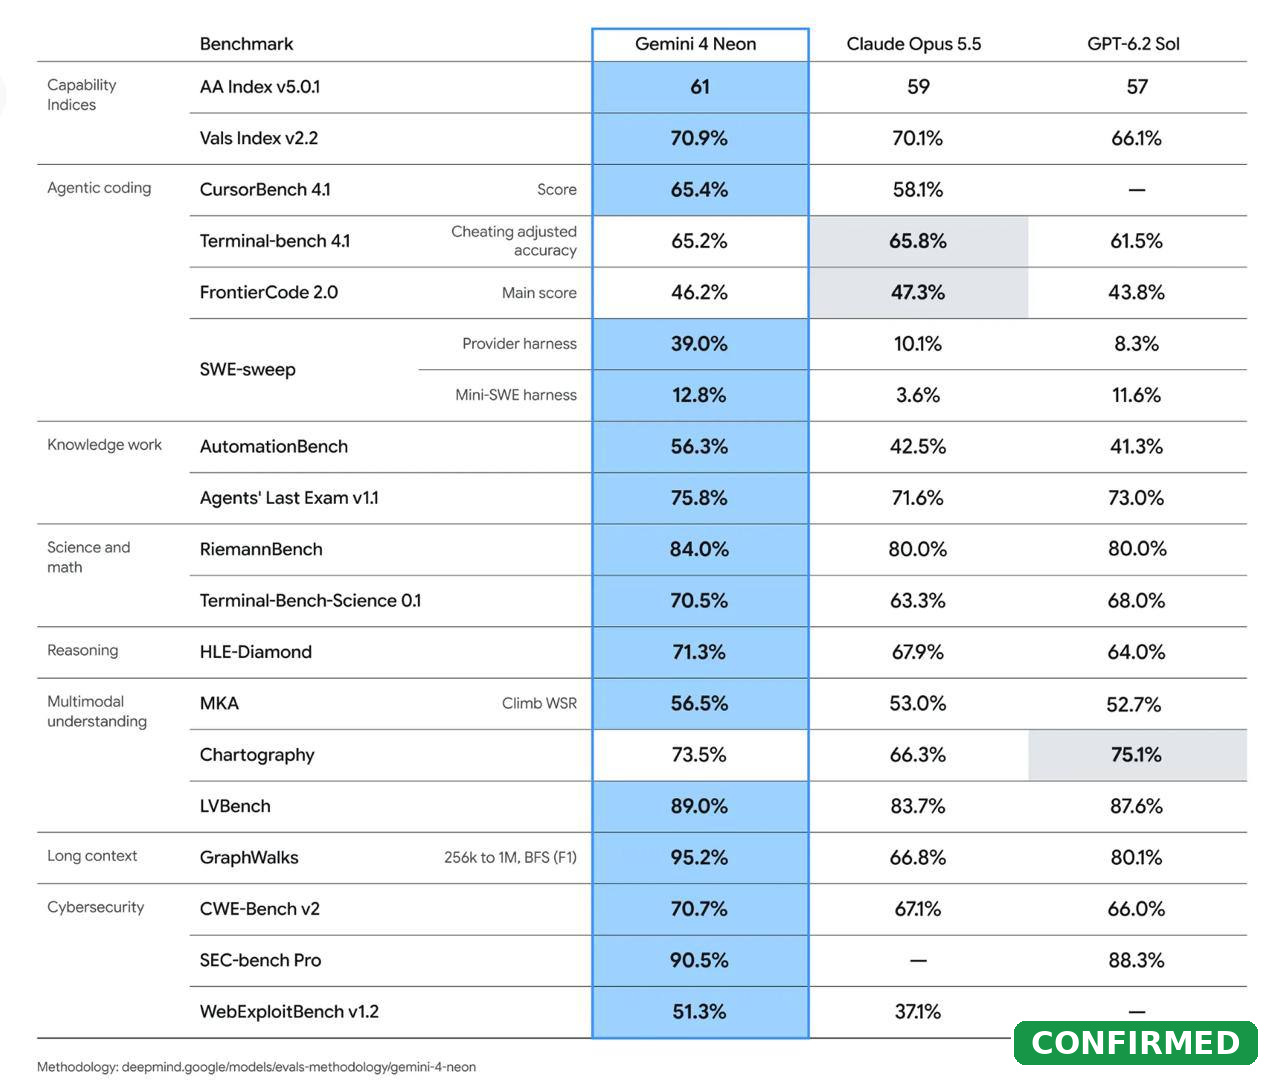 Benchmark Gemini 4 Neon Claude Opus 5.5 GPT-6.2 Sol
Capability Indices AA Index v5.0.1 61 59 57
Vals Index v2.2 70.9% 70.1% 66.1%
Agentic coding CursorBench 4.1 Score 65.4% 58.1% —
Terminal-bench 4.1 Cheating adjusted accuracy 65.2% 65.8% 61.5%
FrontierCode 2.0 Main score 46.2% 47.3% 43.8%
SWE-sweep Provider harness 39.0% 10.1% 8.3%
Mini-SWE harness 12.8% 3.6% 11.6%
Knowledge work AutomationBench 56.3% 42.5% 41.3%
Agents' Last Exam v1.1 75.8% 71.6% 73.0%
Science and math RiemannBench 84.0% 80.0% 80.0%
Terminal-Bench-Science 0.1 70.5% 63.3% 68.0%
Reasoning HLE-Diamond 71.3% 67.9% 64.0%
Multimodal understanding MKA Climb WSR 56.5% 53.0% 52.7%
Chartography 73.5% 66.3% 75.1%
LVBench 89.0% 83.7% 87.6%
Long context GraphWalks 256k to 1M, BFS (F1) 95.2% 66.8% 80.1%
Cybersecurity CWE-Bench v2 70.7% 67.1% 66.0%
SEC-bench Pro 90.5% — 88.3%
WebExploitBench v1.2 51.3% 37.1% —
CONFIRMED
Methodology: deepmind.google/models/evals-methodology/gemini-4-neon